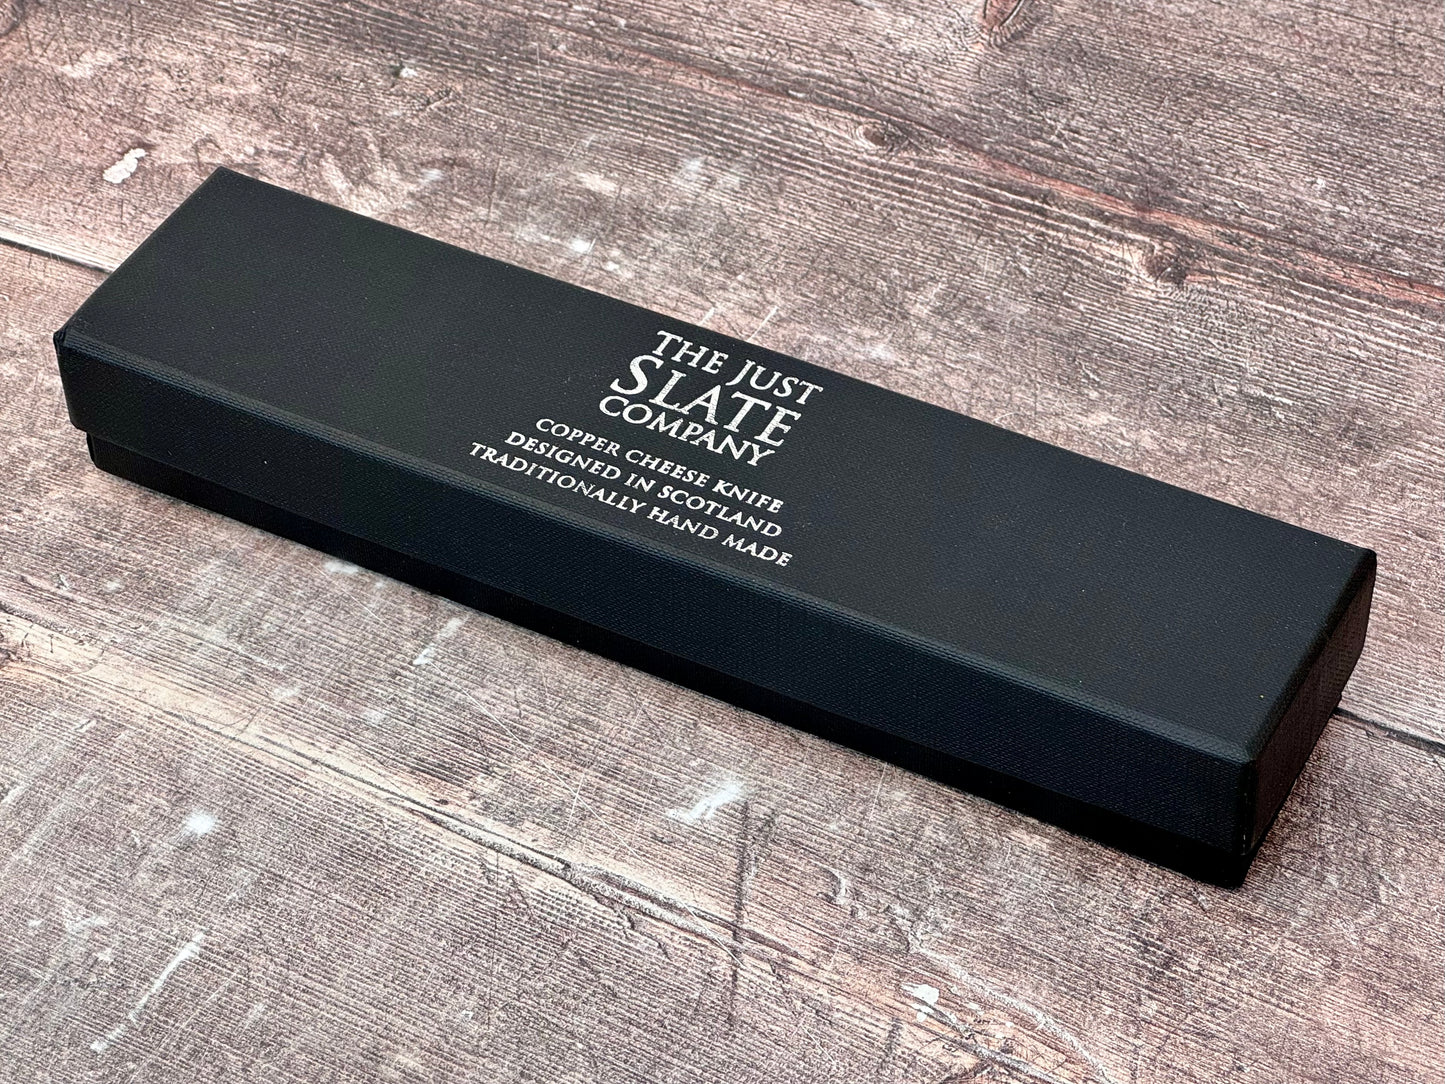 THE JUST
SLATE
COMPANY
COPPER CHEESE KNIFE
DESIGNED IN SCOTLAND
TRADITIONALLY HAND MADE